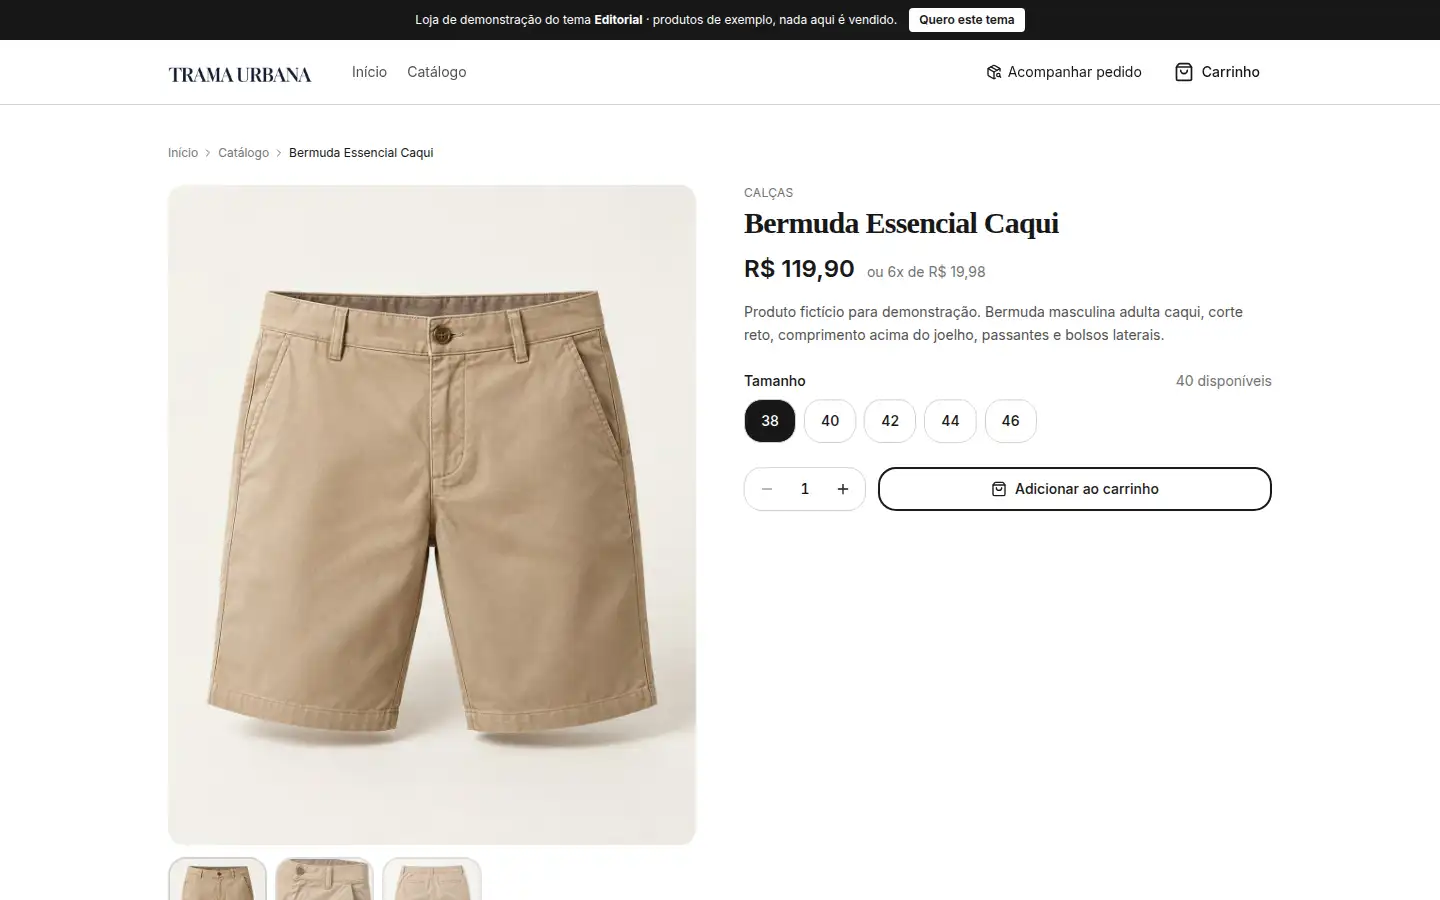 Loja de demonstração do tema Editorial · produtos de exemplo, nada aqui é vendido. Quero este tema
TRAMA URBANA Início Catálogo Acompanhar pedido Carrinho
Início > Catálogo > Bermuda Essencial Caqui
CALÇAS
Bermuda Essencial Caqui
R$ 119,90 ou 6x de R$ 19,98
Produto fictício para demonstração. Bermuda masculina adulta caqui, corte
reto, comprimento acima do joelho, passantes e bolsos laterais.
Tamanho 40 disponíveis
38 40 42 44 46
− 1 + Adicionar ao carrinho